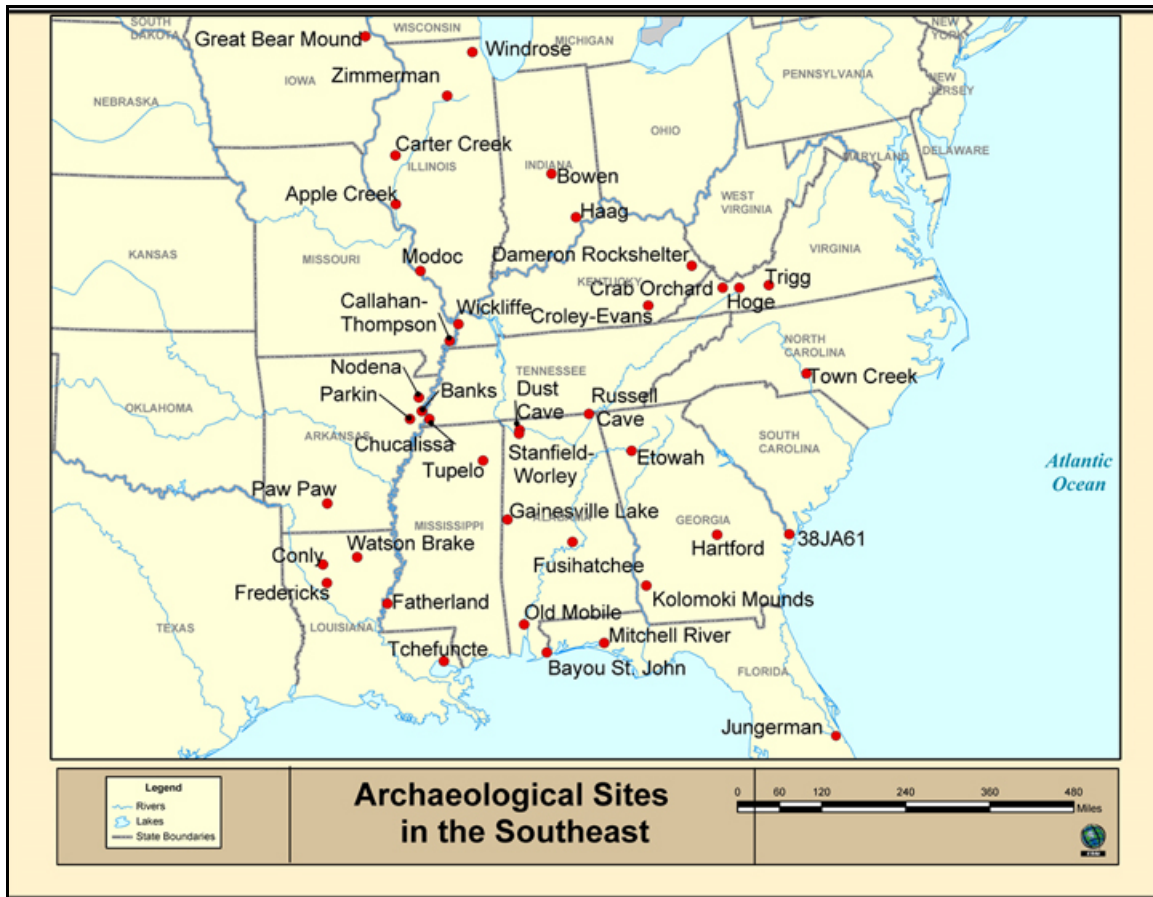 SOUTH
DAKOTA
WISCONSIN
MICHIGAN
NEW
YORK
Great Bear Mound
Windrose
IOWA
Zimmerman
PENNSYLVANIA
NEW
JERSEY
NEBRASKA
OHIO
Carter Creek
ILLINOIS
INDIANA
MARYLAND
DELAWARE
Bowen
Apple Creek
WEST
VIRGINIA
Haag
KANSAS
MISSOURI
Modoc
Dameron Rockshelter
VIRGINIA
KENTUCKY
Trigg
Crab Orchard
Hoge
Callahan-
Thompson
Wickliffe
Croley-Evans
NORTH
CAROLINA
Nodena
TENNESSEE
Town Creek
Parkin
Banks
Dust
Cave
Russell
Cave
OKLAHOMA
ARKANSAS
Chucalissa
Stanfield-
Worley
SOUTH
CAROLINA
Tupelo
Etowah
Atlantic
Ocean
Paw Paw
Gainesville Lake
ALABAMA
MISSISSIPPI
GEORGIA
Hartford
38JA61
Conly
Watson Brake
Fusihatchee
Fredericks
Fatherland
Kolomoki Mounds
TEXAS
LOUISIANA
Old Mobile
Mitchell River
Tchefuncte
Bayou St. John
FLORIDA
Jungerman
Legend
Rivers
Lakes
State Boundaries
Archaeological Sites
in the Southeast
0 60 120 240 360 480
Miles